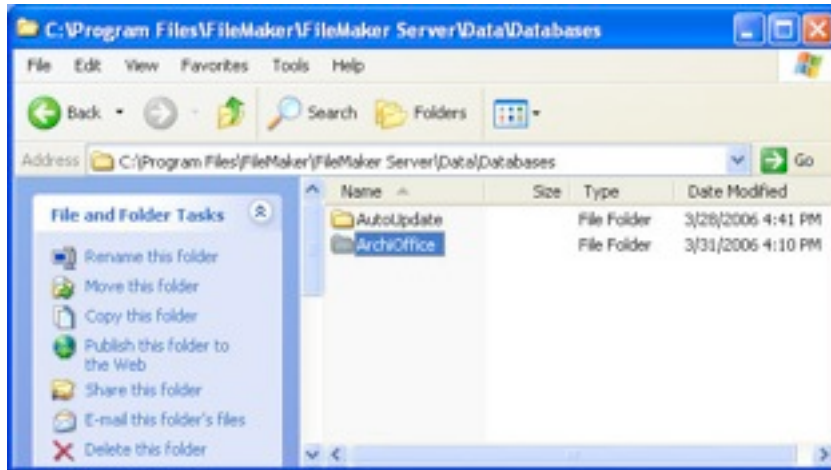 C:\Program Files\FileMaker\FileMaker Server\Data\Databases
File Edit View Favorites Tools Help
Back Search Folders
Address C:\Program Files\FileMaker\FileMaker Server\Data\Databases Go
Name Size Type Date Modified
File and Folder Tasks
AutoUpdate File Folder 3/28/2006 4:41 PM
ArchiOffice File Folder 3/31/2006 4:10 PM
Rename this folder
Move this folder
Copy this folder
Publish this folder to
the Web
Share this folder
E-mail this folder's files
Delete this folder